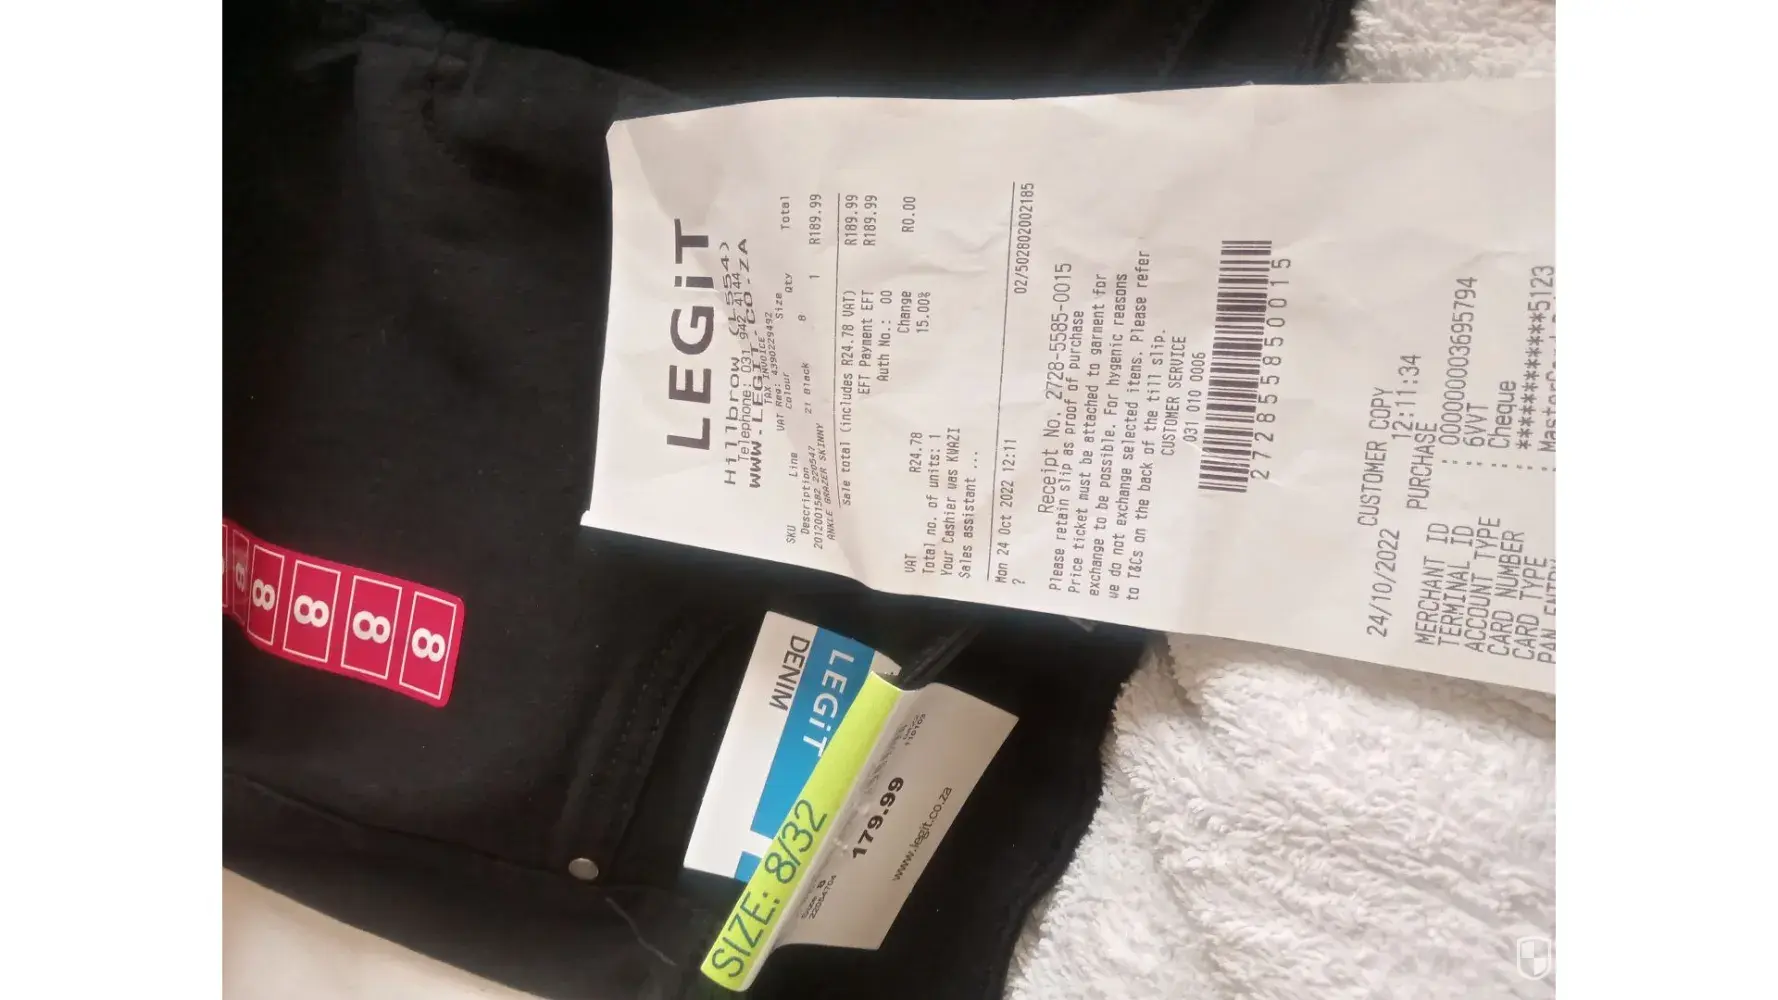 LEGiT
Hillbrow (L554)
Telephone: 031 942 4144
WWW.LEGIT.CO.ZA
TAX INVOICE
VAT Reg: 4390229492
SKU Line Colour Size Qty Total
Description
2012001582 220547 21 Black 8 1 R189.99
ANKLE GRAZER SKINNY
Sale total (includes R24.78 VAT) R189.99
EFT Payment EFT R189.99
Auth No.: 00
Change R0.00
VAT R24.78 15.00%
Total no. of units: 1
Your Cashier was KWAZI
Sales assistant ...
Mon 24 Oct 2022 12:11 02/502802002185
?
Receipt No. 2728-5585-0015
Please retain slip as proof of purchase
Price ticket must be attached to garment for
exchange to be possible. For hygenic reasons
we do not exchange selected items. Please refer
to T&Cs on the back of the till slip.
CUSTOMER SERVICE
031 010 0006
272855850015
CUSTOMER COPY
24/10/2022 12:11:34
PURCHASE
MERCHANT ID : 000000003695794
TERMINAL ID : 6VVT
ACCOUNT TYPE : Cheque
CARD NUMBER : ************5123
CARD TYPE
PAN ENTRY
8
8
8
8
8
LEGiT
DENIM
SIZE: 8/32
179.99
www.legit.co.za